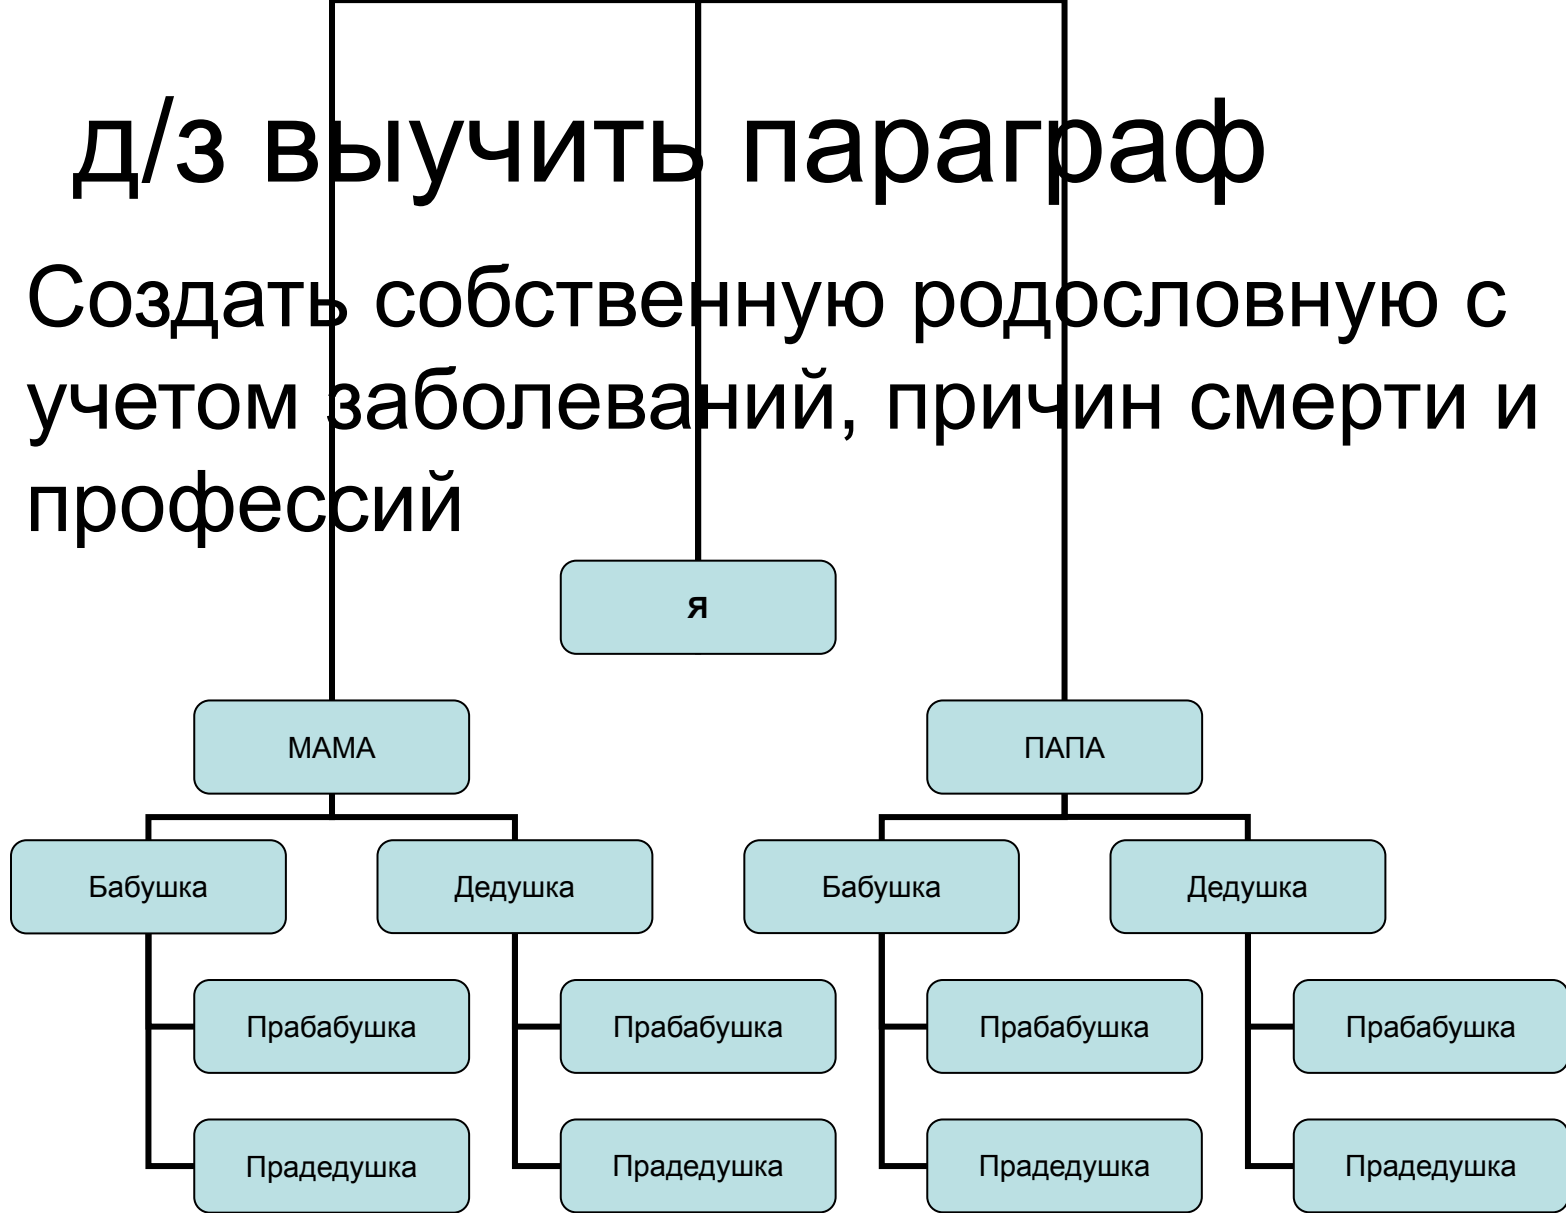 д/з выучить параграф
Создать собственную родословную с
учетом заболеваний, причин смерти и
профессий
Я
МАМА
ПАПА
Бабушка
Дедушка
Бабушка
Дедушка
Прабабушка
Прабабушка
Прабабушка
Прабабушка
Прадедушка
Прадедушка
Прадедушка
Прадедушка